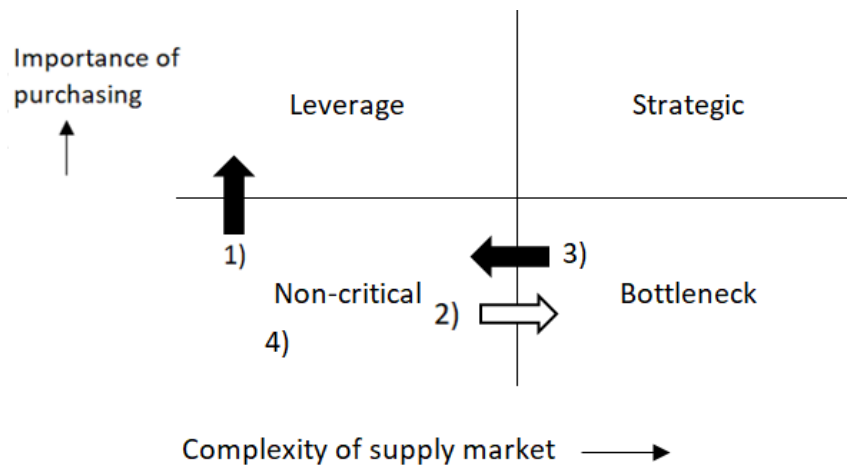 Importance of
purchasing
Leverage
Strategic
1)
3)
Non-critical
2)
Bottleneck
4)
Complexity of supply market